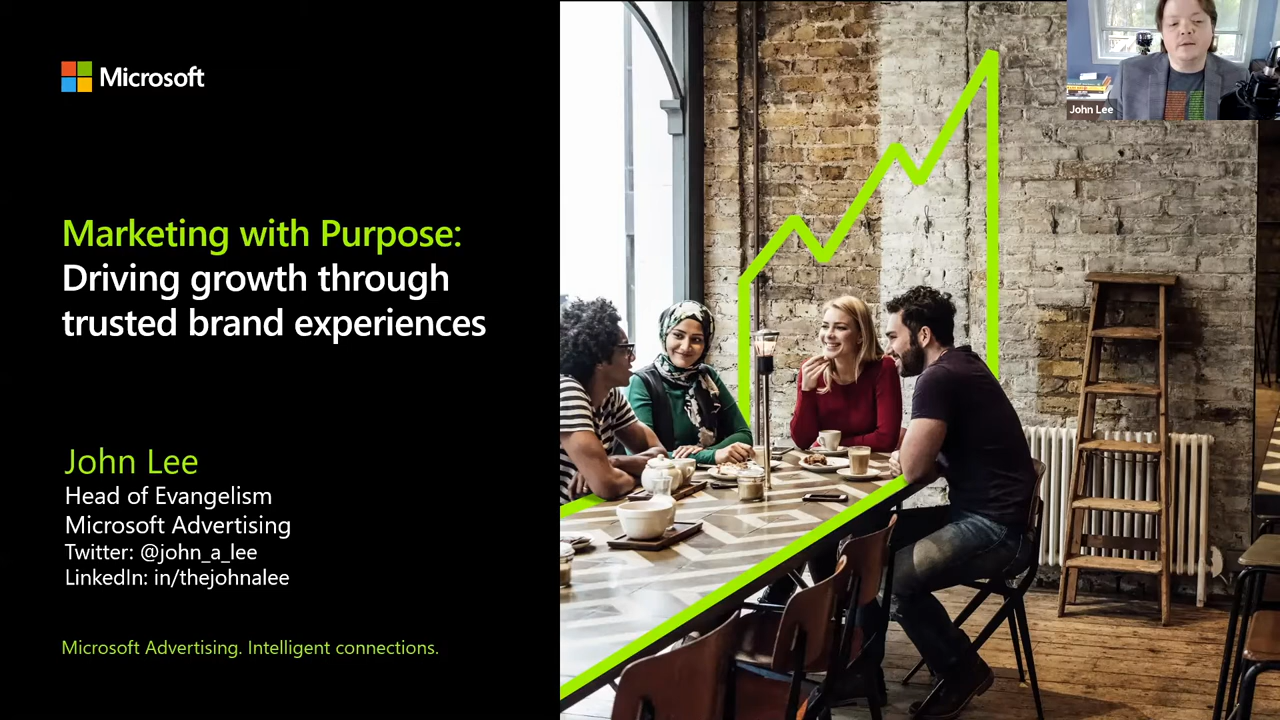 Microsoft
Marketing with Purpose:
Driving growth through
trusted brand experiences
John Lee
Head of Evangelism
Microsoft Advertising
Twitter: @john_a_lee
LinkedIn: in/thejohnalee
Microsoft Advertising. Intelligent connections.
John Lee